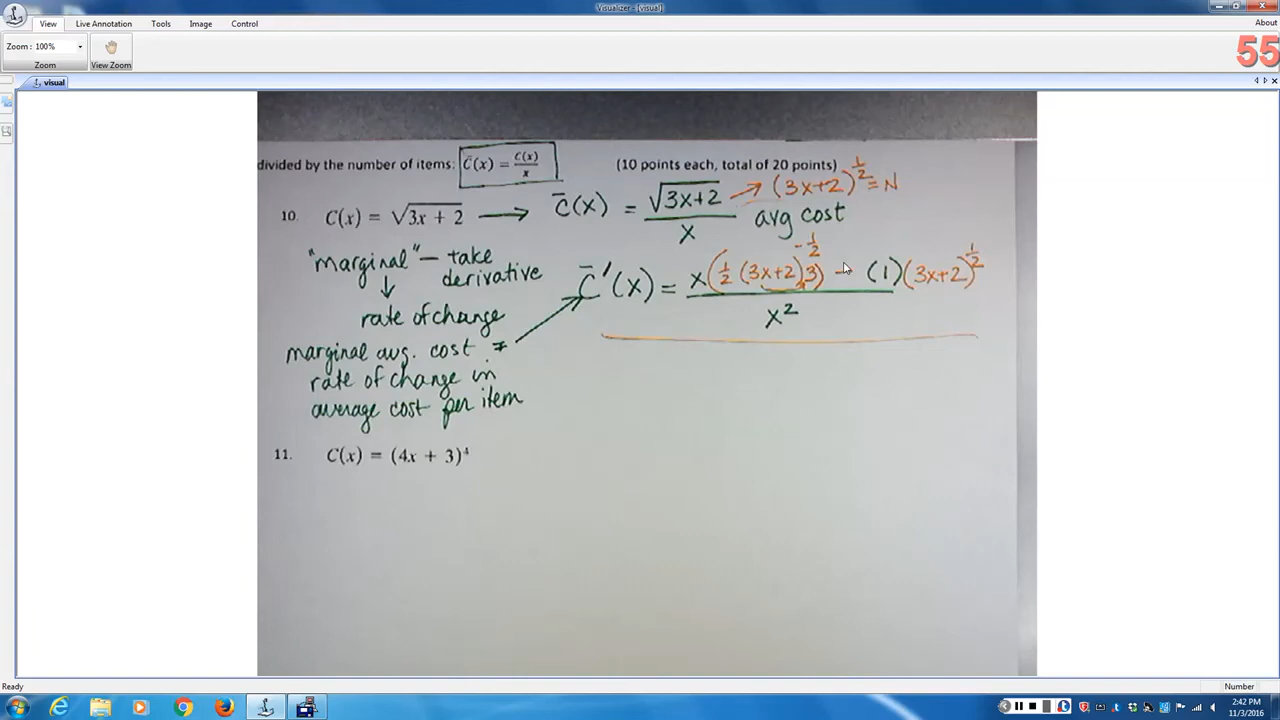 Visualizer - [visual]
View Live Annotation Tools Image Control
About
Zoom : 100%
View Zoom
Zoom
55
visual
divided by the number of items: C̄(x) = C(x)/x (10 points each, total of 20 points)
10. C(x) = √3x + 2 → C̄(x) = √3x+2 / x → (3x+2)^1/2 = N
avg cost
"marginal" – take derivative
↓
rate of change
marginal avg. cost =
rate of change in
average cost per item
C̄'(x) = x(1/2 (3x+2)^-1/2 3) - (1)(3x+2)^1/2 / x^2
11. C(x) = (4x + 3)^4
Ready
Number
2:42 PM
11/3/2016